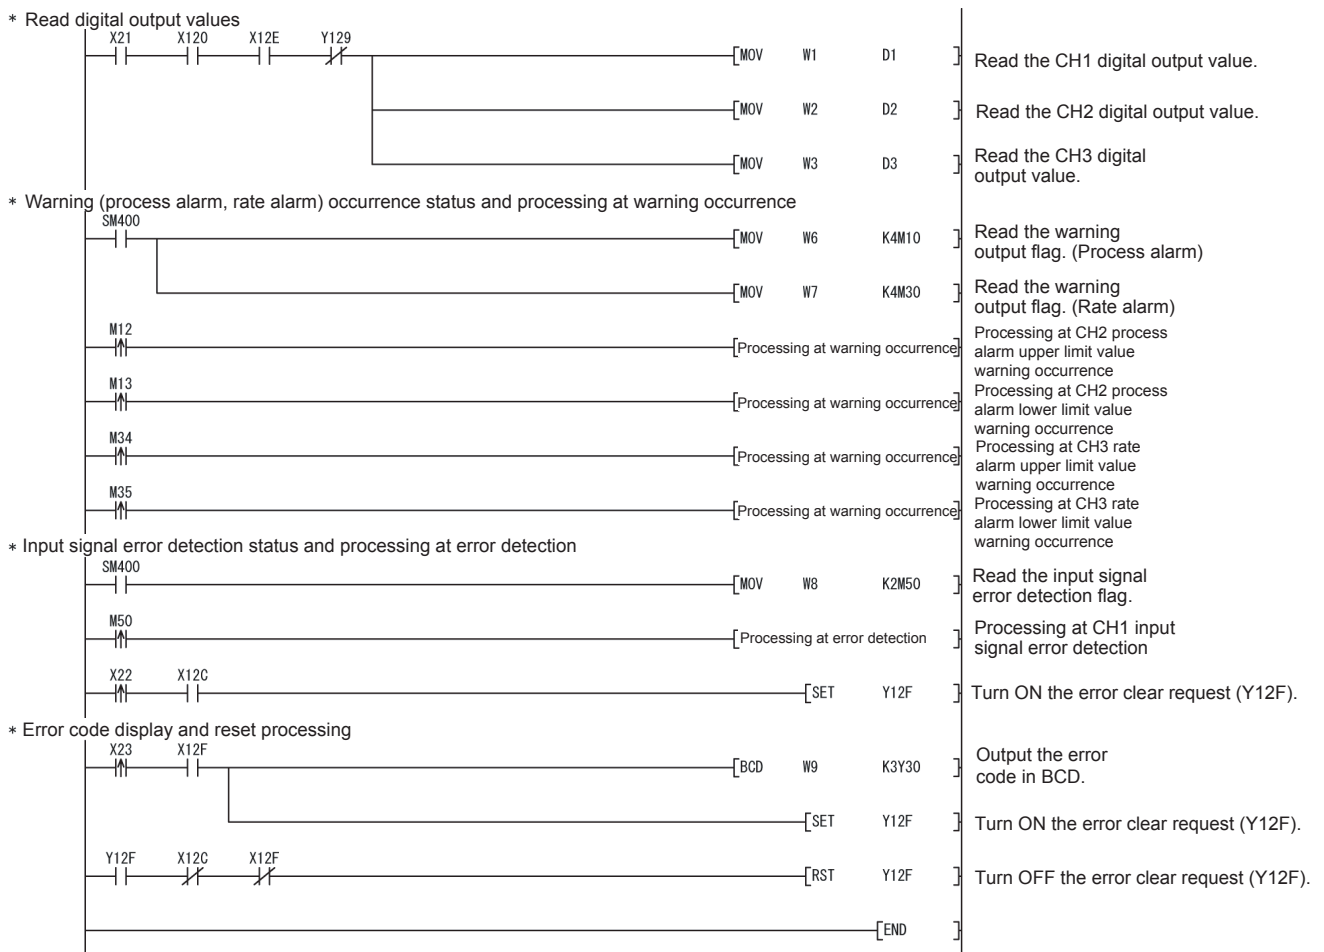 * Read digital output values
X21 X120 X12E Y129
MOV W1 D1
Read the CH1 digital output value.
MOV W2 D2
Read the CH2 digital output value.
MOV W3 D3
Read the CH3 digital
output value.
* Warning (process alarm, rate alarm) occurrence status and processing at warning occurrence
SM400
MOV W6 K4M10
Read the warning
output flag. (Process alarm)
MOV W7 K4M30
Read the warning
output flag. (Rate alarm)
M12
Processing at warning occurrence
Processing at CH2 process
alarm upper limit value
warning occurrence
M13
Processing at warning occurrence
Processing at CH2 process
alarm lower limit value
warning occurrence
M34
Processing at warning occurrence
Processing at CH3 rate
alarm upper limit value
warning occurrence
M35
Processing at warning occurrence
Processing at CH3 rate
alarm lower limit value
warning occurrence
* Input signal error detection status and processing at error detection
SM400
MOV W8 K2M50
Read the input signal
error detection flag.
M50
Processing at error detection
Processing at CH1 input
signal error detection
X22 X12C
SET Y12F
Turn ON the error clear request (Y12F).
* Error code display and reset processing
X23 X12F
BCD W9 K3Y30
Output the error
code in BCD.
SET Y12F
Turn ON the error clear request (Y12F).
Y12F X12C X12F
RST Y12F
Turn OFF the error clear request (Y12F).
END